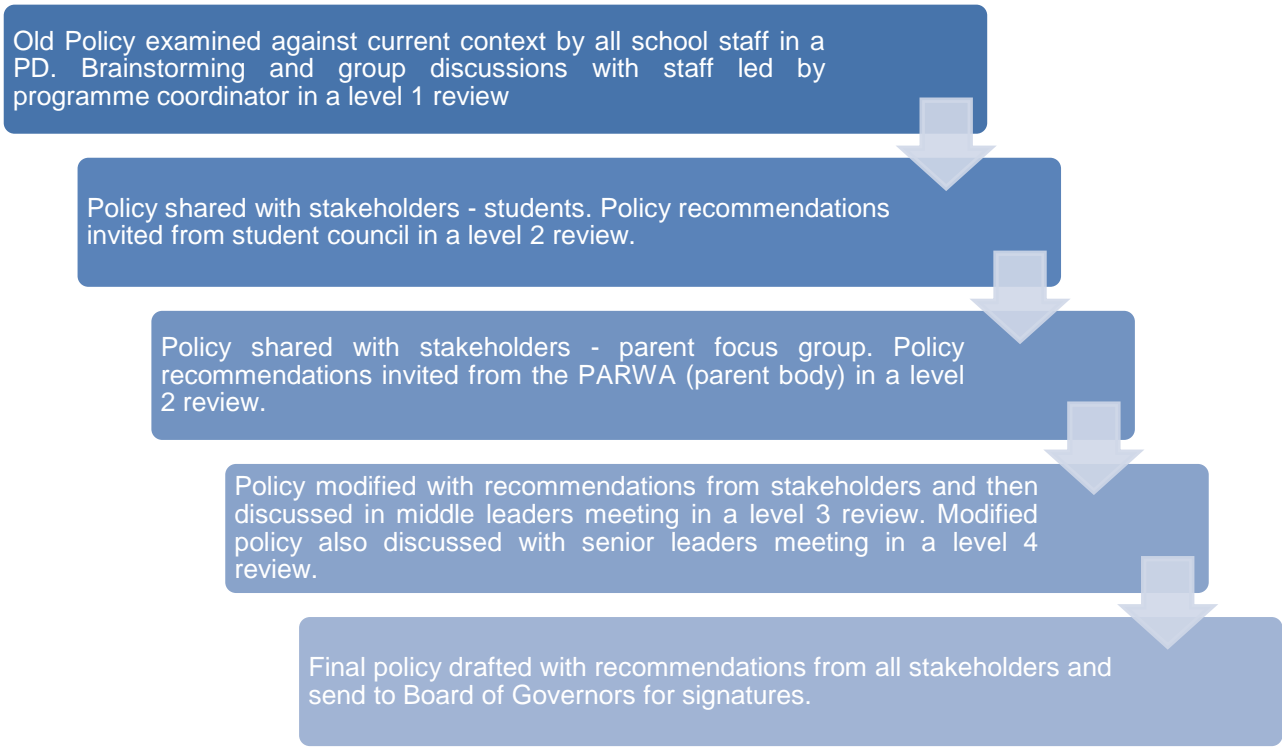 Old Policy examined against current context by all school staff in a
PD. Brainstorming and group discussions with staff led by
programme coordinator in a level 1 review
Policy shared with stakeholders - students. Policy recommendations
invited from student council in a level 2 review.
Policy shared with stakeholders - parent focus group. Policy
recommendations invited from the PARWA (parent body) in a level
2 review.
Policy modified with recommendations from stakeholders and then
discussed in middle leaders meeting in a level 3 review. Modified
policy also discussed with senior leaders meeting in a level 4
review.
Final policy drafted with recommendations from all stakeholders and
send to Board of Governors for signatures.